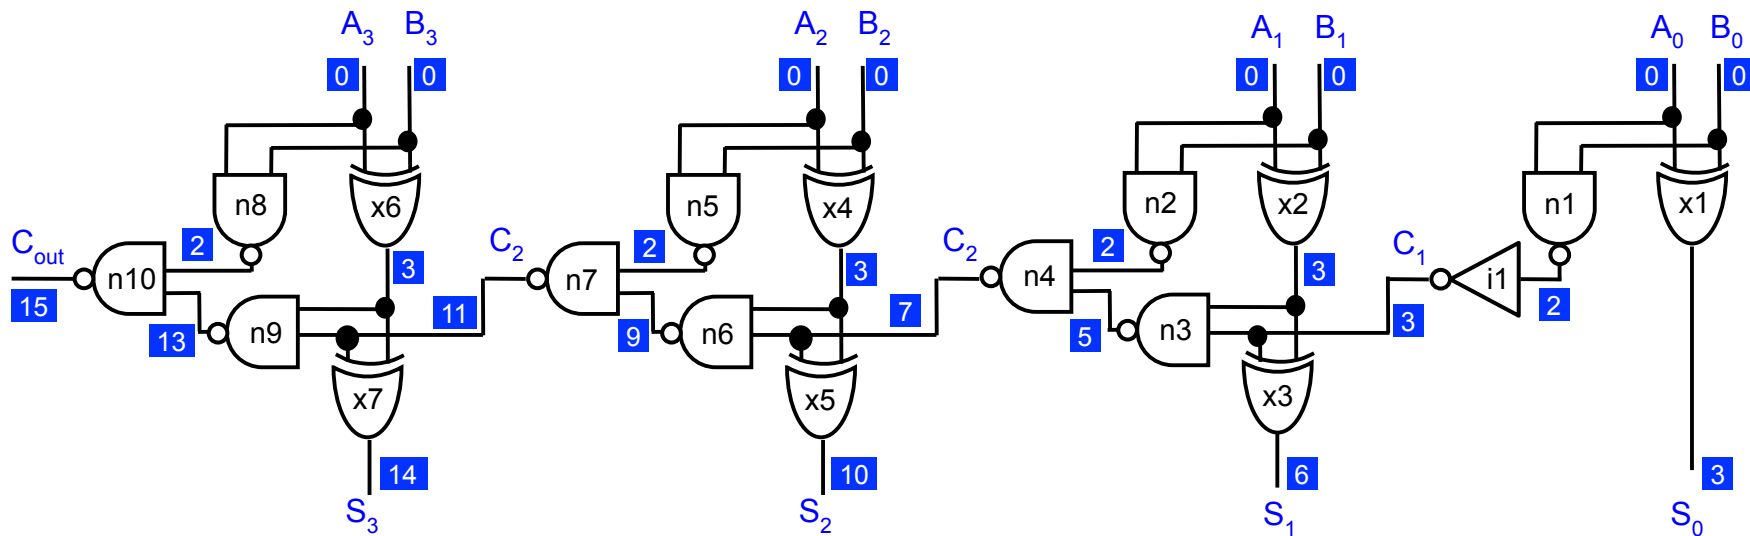 A3 B3 A2 B2 A1 B1 A0 B0
0 0 0 0 0 0 0 0
n8 x6 n5 x4 n2 x2 n1 x1
Cout 2 C2 2 C2 2 C1
n10 3 n7 3 n4 3 i1 2
15 13 n9 11 9 n6 7 5 n3 3
x7 x5 x3
14 10 6 3
S3 S2 S1 S0